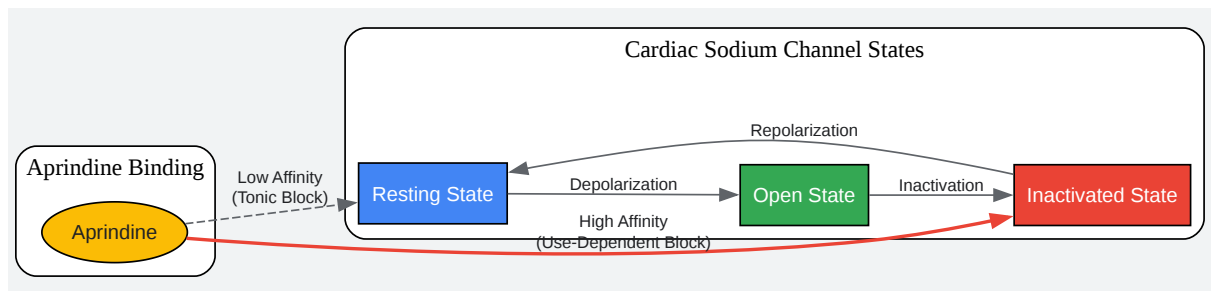 Cardiac Sodium Channel States
Repolarization
Aprindine Binding
Low Affinity
(Tonic Block)
Resting State
Depolarization
Open State
Inactivation
Inactivated State
Aprindine
High Affinity
(Use-Dependent Block)